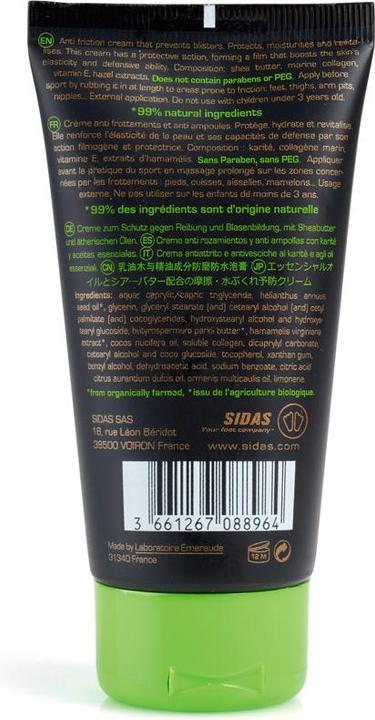 EN Anti friction cream that prevents blisters. Protects, moisturises and revita-
lises. This cream has a protective action, forming a film that boosts the skin's
elasticity and defensive ability. Composition: shea butter, marine collagen,
vitamin E, hazel extracts. Does not contain parabens or PEG. Apply before
sport by rubbing it in at length to areas prone to friction: feet, thighs, arm pits,
nipples... External application. Do not use with children under 3 years old.
*99% natural ingredients
FR Crème anti frottements et anti ampoules. Protège, hydrate et revitalise.
Elle renforce l'élasticité de la peau et ses capacités de défense par son
action filmogène et protectrice. Composition : karité, collagène marin,
vitamine E, extraits d'hamamélis. Sans Paraben, sans PEG. Appliquer
avant la pratique du sport en massage prolongé sur les zones concer-
nées par les frottements : pieds, cuisses, aisselles, mamelons... Usage
externe. Ne pas utiliser sur les enfants de moins de 3 ans.
*99% des ingrédients sont d'origine naturelle
DE Creme zum Schutz gegen Reibung und Blasenbildung, mit Sheabutter
und ätherischen Ölen. ES Crema anti rozamientos y anti ampollas con karité
y aceites esenciales. IT Crema antiattrito e antivesciche al karité e agli oli
essenziali. CN 乳油木与精油成分防磨防水泡膏 JP エッセンシャルオ
イルとシアーバター配合の摩擦・水ぶくれ予防クリーム
Ingredients: aqua, caprylic/capric triglyceride, helianthus annuus
seed oil*, glycerin, glyceryl stearate [and] cetearyl alcohol [and] cetyl
palmitate [and] cocoglycerides, hydroxystearyl alcohol and hydroxys-
tearyl glucoside, butyrospermum parkii butter*, hamamelis virginiana
extract*, cocos nucifera oil, soluble collagen, dicaprylyl carbonate,
cetearyl alcohol and coco glucoside, tocopherol, xanthan gum,
benzyl alcohol, dehydroacetic acid, sodium benzoate, citric acid
citrus aurantium dulcis oil, ormenis multicaulis oil, limonene.
*from organically farmed, *issu de l'agriculture biologique.
SIDAS SAS
18, rue Léon Béridot
38500 VOIRON France
SIDAS
Your foot company
www.sidas.com
3 661267 088964
Made by Laboratoire Emeraude
31340 France
12 M